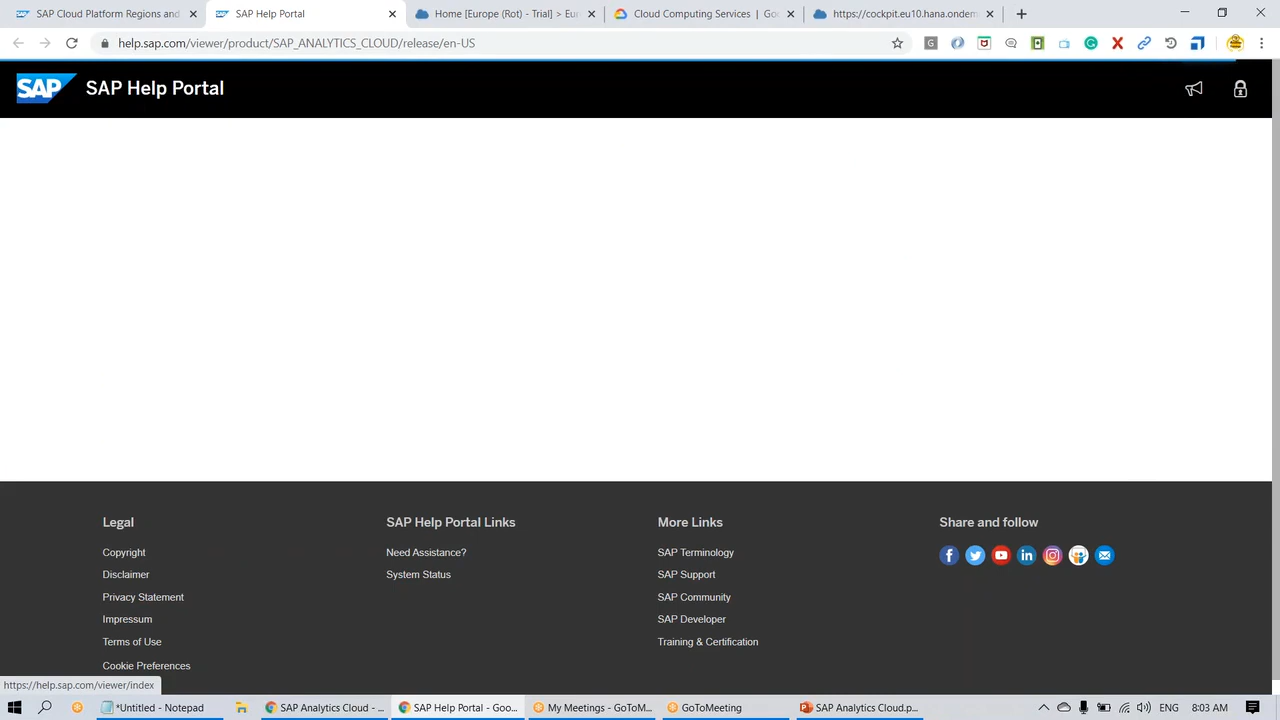 SAP Cloud Platform Regions and
SAP Help Portal
Home [Europe (Rot) - Trial] > Eur
Cloud Computing Services | Goo
https://cockpit.eu10.hana.ondem
help.sap.com/viewer/product/SAP_ANALYTICS_CLOUD/release/en-US
SAP
SAP Help Portal
Legal
Copyright
Disclaimer
Privacy Statement
Impressum
Terms of Use
Cookie Preferences
SAP Help Portal Links
Need Assistance?
System Status
More Links
SAP Terminology
SAP Support
SAP Community
SAP Developer
Training & Certification
Share and follow
https://help.sap.com/viewer/index
*Untitled - Notepad
SAP Analytics Cloud - ...
SAP Help Portal - Goo...
My Meetings - GoToM...
GoToMeeting
SAP Analytics Cloud.p...
ENG
8:03 AM